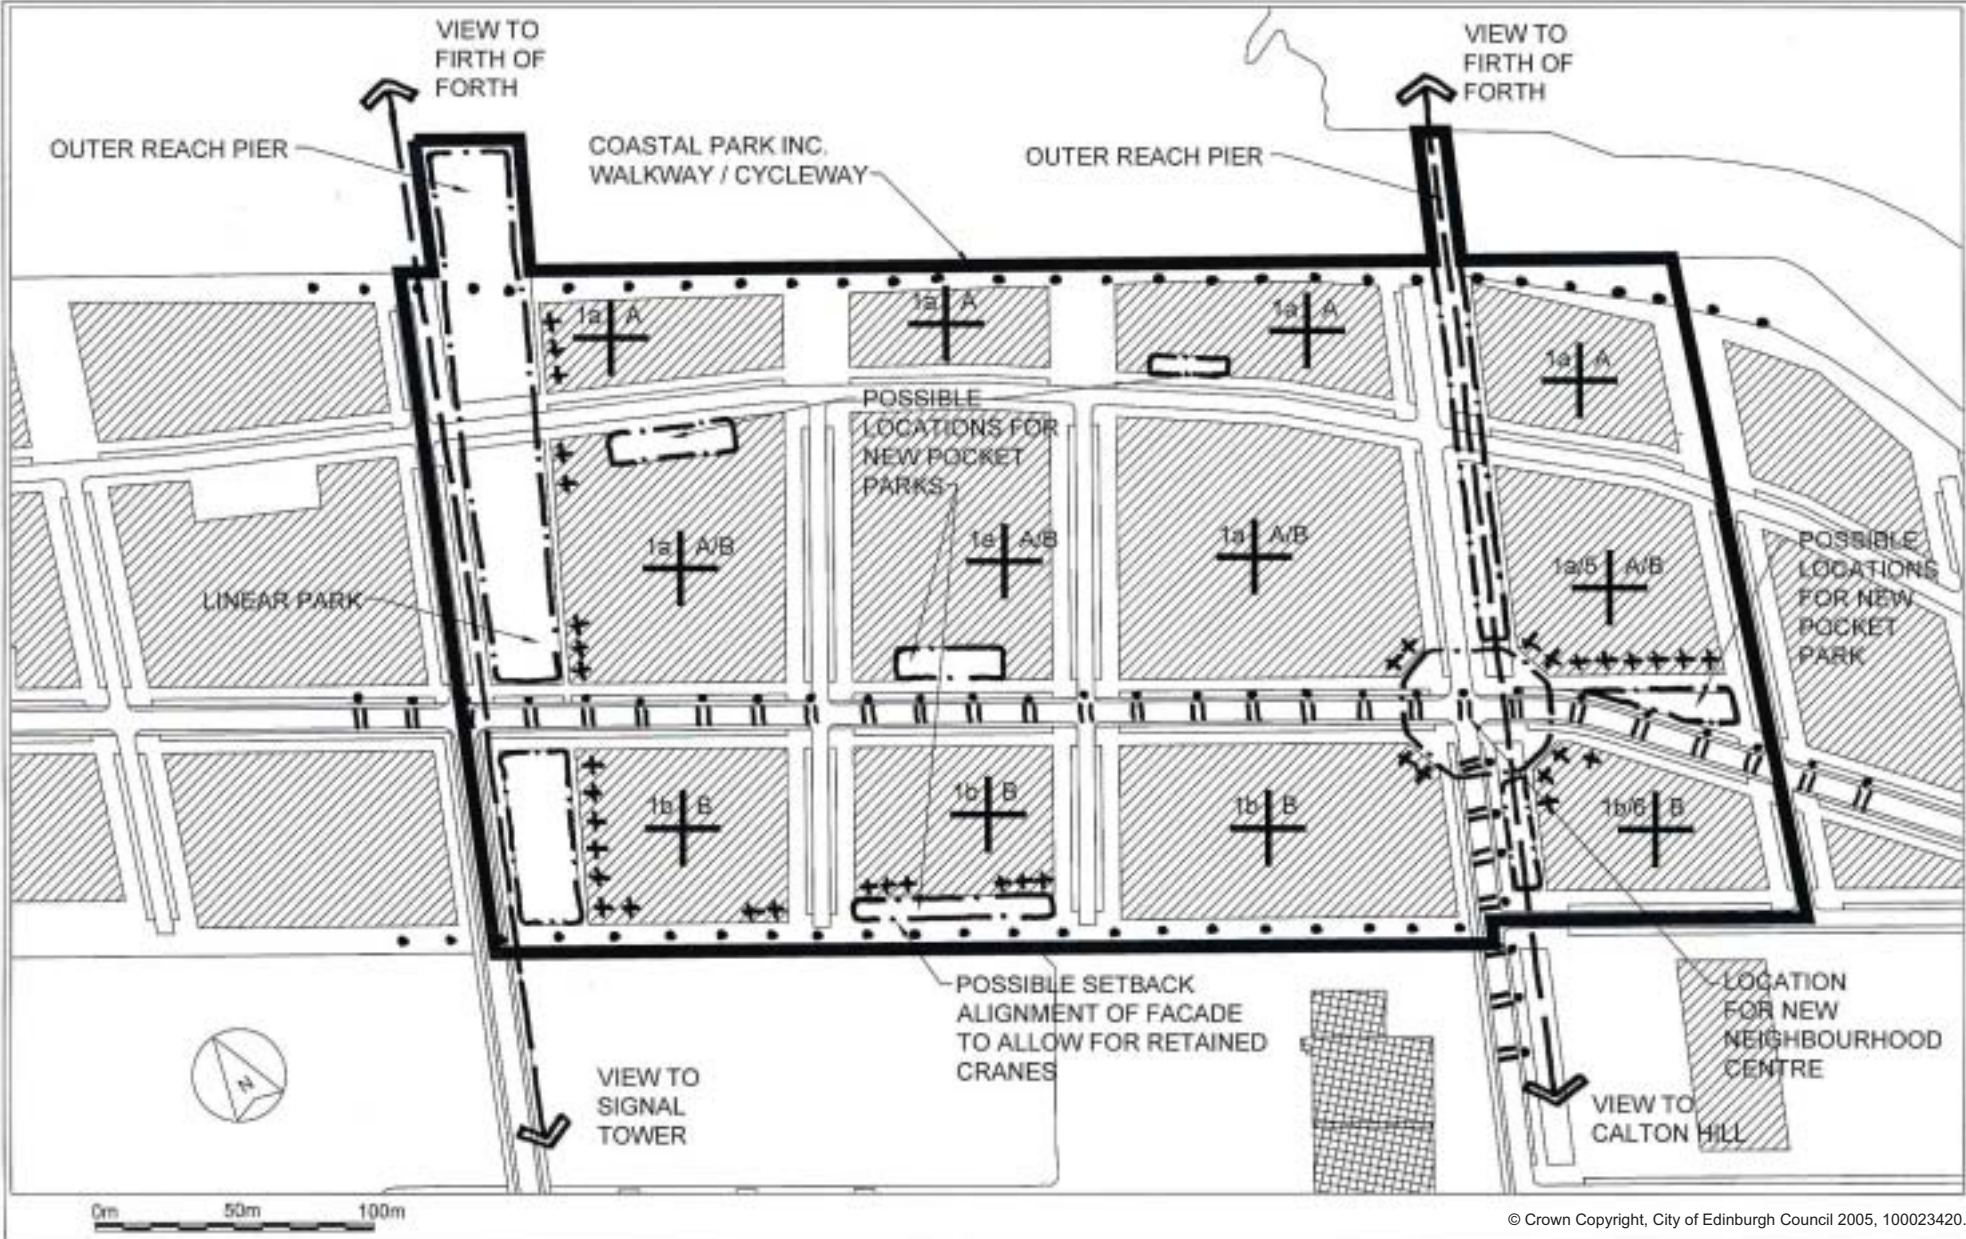 VIEW TO
FIRTH OF
FORTH
VIEW TO
FIRTH OF
FORTH
OUTER REACH PIER
COASTAL PARK INC.
WALKWAY / CYCLEWAY
OUTER REACH PIER
1a A
1a A
1a A
1a A
POSSIBLE
LOCATIONS FOR
NEW POCKET
PARKS
1a A/B
1a A/B
1a A/B
1a/5 A/B
POSSIBLE
LOCATIONS
FOR NEW
POCKET
PARK
LINEAR PARK
1b B
1b B
1b B
1b/6 B
POSSIBLE SETBACK
ALIGNMENT OF FACADE
TO ALLOW FOR RETAINED
CRANES
LOCATION
FOR NEW
NEIGHBOURHOOD
CENTRE
N
VIEW TO
SIGNAL
TOWER
VIEW TO
CALTON HILL
0m 50m 100m
© Crown Copyright, City of Edinburgh Council 2005, 100023420.